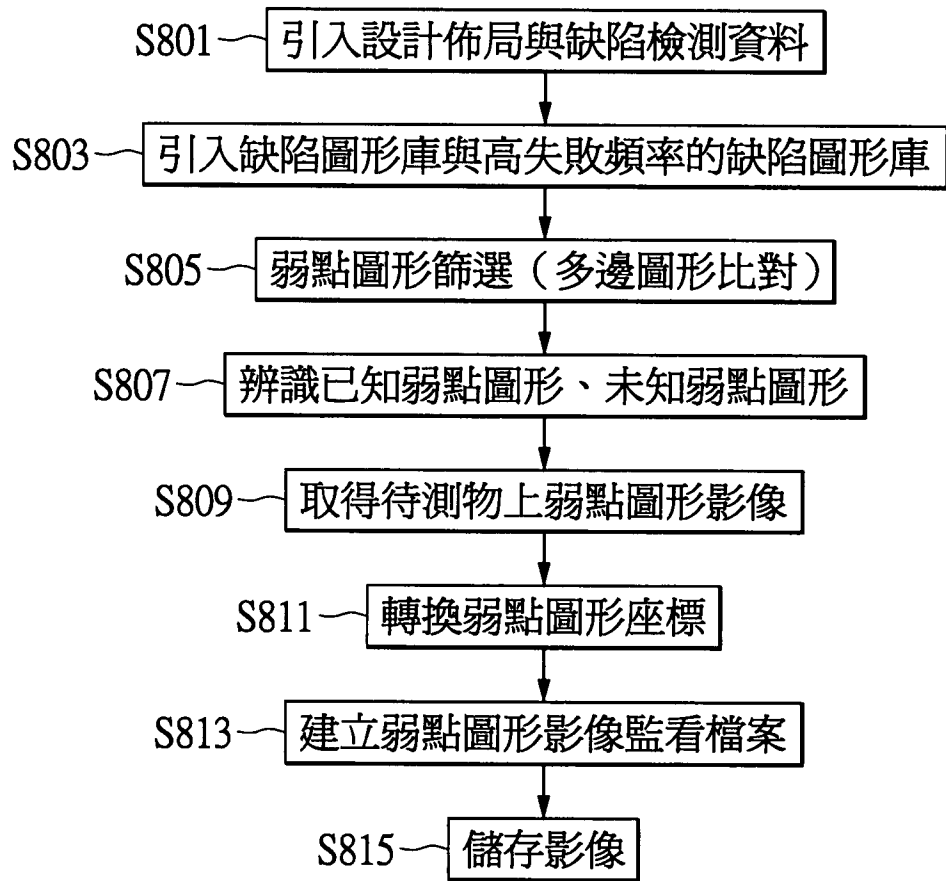 S801 引入設計佈局與缺陷檢測資料
S803 引入缺陷圖形庫與高失敗頻率的缺陷圖形庫
S805 弱點圖形篩選(多邊圖形比對)
S807 辨識已知弱點圖形、未知弱點圖形
S809 取得待測物上弱點圖形影像
S811 轉換弱點圖形座標
S813 建立弱點圖形影像監看檔案
S815 儲存影像